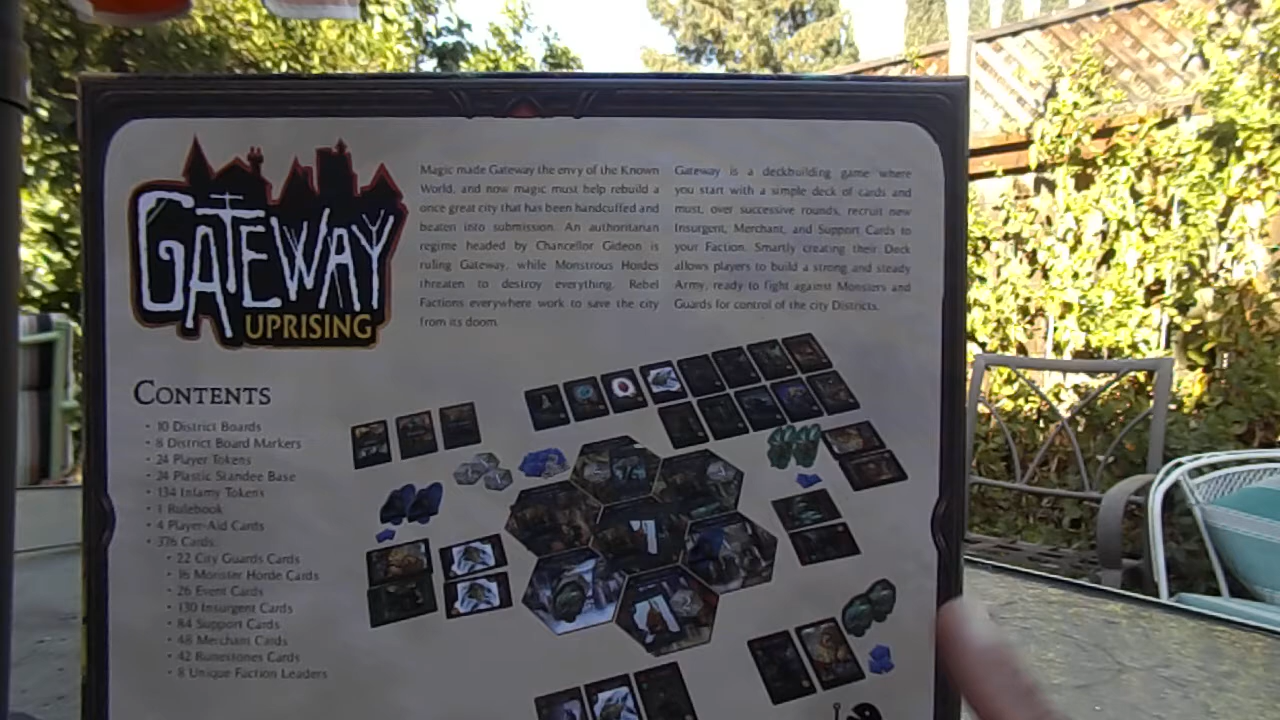 GATEWAY
UPRISING
Magic made Gateway the envy of the Known
World, and now magic must help rebuild a
once great city that has been handcuffed and
beaten into submission. An authoritarian
regime headed by Chancellor Gideon is
ruling Gateway, while Monstrous Hordes
threaten to destroy everything. Rebel
Factions everywhere work to save the city
from its doom.
Gateway is a deckbuilding game where
you start with a simple deck of cards and
must, over successive rounds, recruit new
Insurgent, Merchant, and Support Cards to
your Faction. Smartly creating their Deck
allows players to build a strong and steady
Army, ready to fight against Monsters and
Guards for control of the city Districts.
CONTENTS
• 10 District Boards
• 8 District Board Markers
• 24 Player Tokens
• 24 Plastic Standee Base
• 134 Infamy Tokens
• 1 Rulebook
• 4 Player-Aid Cards
• 376 Cards:
• 22 City Guards Cards
• 16 Monster Horde Cards
• 26 Event Cards
• 130 Insurgent Cards
• 84 Support Cards
• 48 Merchant Cards
• 42 Runestones Cards
• 8 Unique Faction Leaders